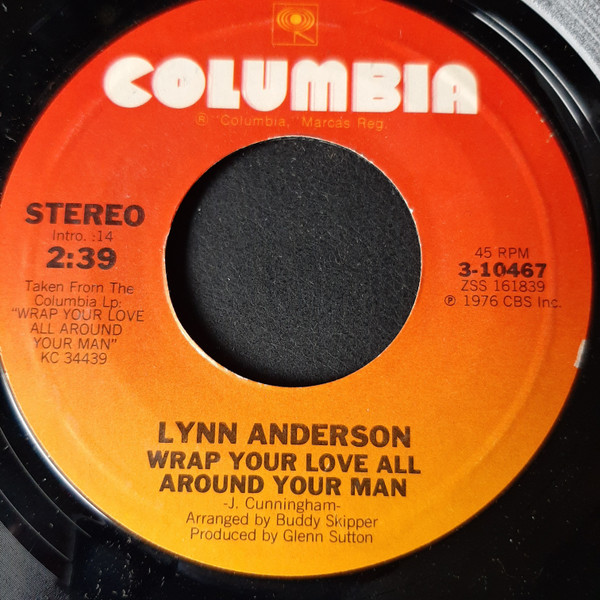 COLUMBIA
® "Columbia," Marcas Reg.
STEREO
Intro. :14
2:39
Taken From The
Columbia Lp:
"WRAP YOUR LOVE
ALL AROUND
YOUR MAN"
KC 34439
45 RPM
3-10467
ZSS 161839
℗ 1976 CBS Inc.
LYNN ANDERSON
WRAP YOUR LOVE ALL
AROUND YOUR MAN
-J. Cunningham-
Arranged by Buddy Skipper
Produced by Glenn Sutton